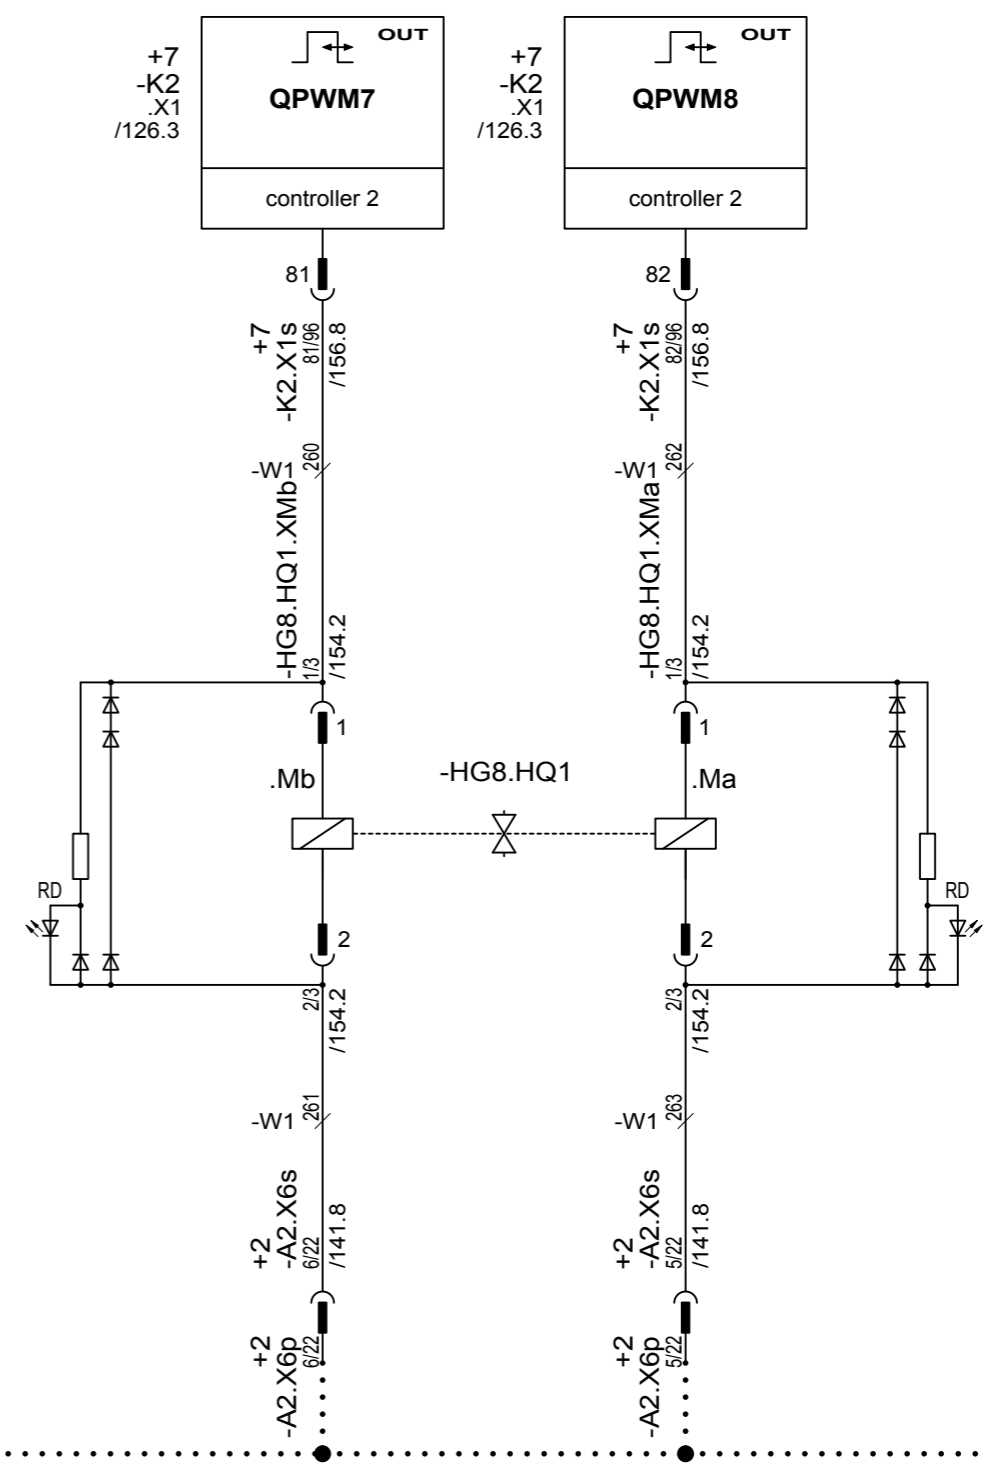 OUT
+7
-K2
.X1
/126.3
QPWM7
controller 2
OUT
+7
-K2
.X1
/126.3
QPWM8
controller 2
81
+7
-K2.X1s
81/96
/156.8
82
+7
-K2.X1s
82/96
/156.8
-W1
260
-W1
262
-HG8.HQ1.XMb
1/3
/154.2
-HG8.HQ1.XMa
1/3
/154.2
1
1
.Mb
-HG8.HQ1
.Ma
RD
RD
2
2
2/3
/154.2
2/3
/154.2
-W1
261
-W1
263
+2
-A2.X6s
6/22
/141.8
+2
-A2.X6s
5/22
/141.8
+2
-A2.X6p
6/22
+2
-A2.X6p
5/22